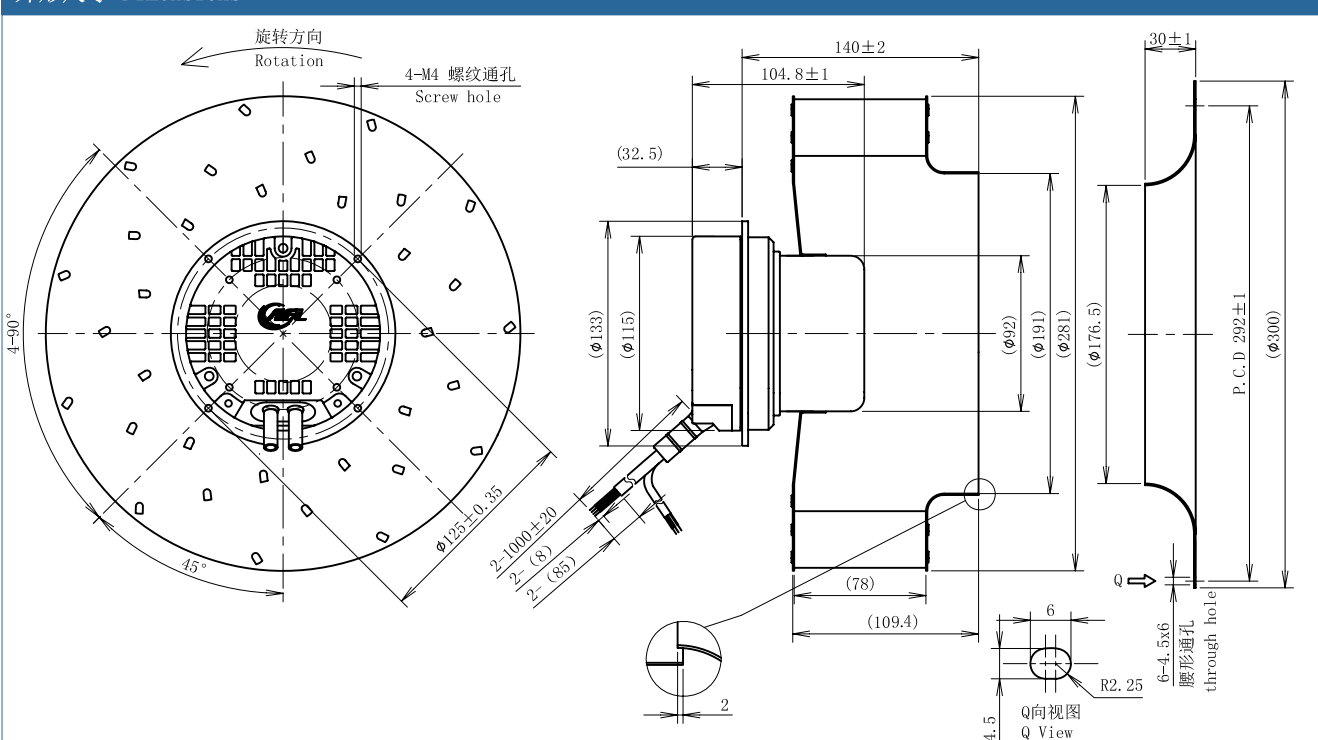 旋转方向
Rotation
4-M4 螺纹通孔
Screw hole
4-90°
45°
ϕ125±0.35
140±2
104.8±1
(32.5)
(ϕ133)
(ϕ115)
2-1000±20
2-(8)
2-(85)
(ϕ92)
(ϕ191)
(ϕ281)
(78)
(109.4)
2
30±1
(ϕ176.5)
P.C.D 292±1
(ϕ300)
Q
6-4.5x6
腰形通孔
through hole
6
4.5
R2.25
Q向视图
Q View